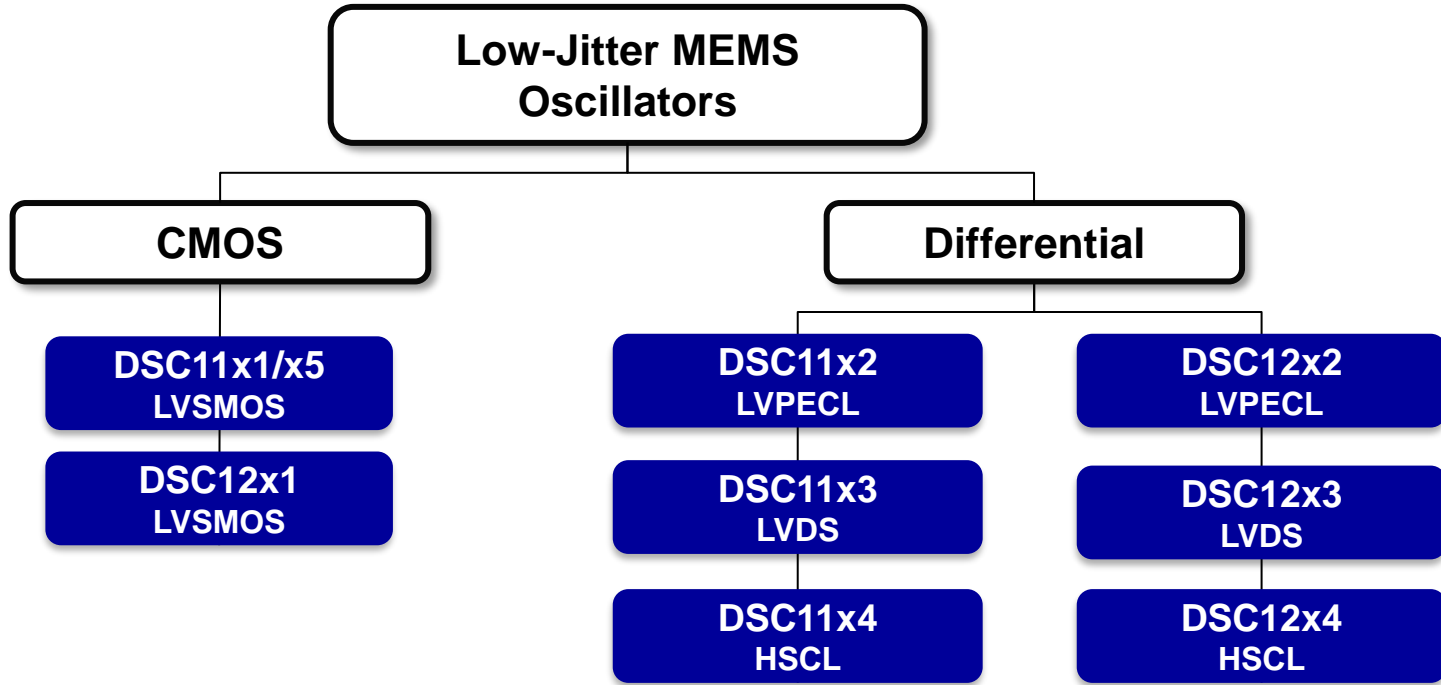 Low-Jitter MEMS
Oscillators
CMOS
Differential
DSC11x1/x5
LVSMOS
DSC12x1
LVSMOS
DSC11x2
LVPECL
DSC11x3
LVDS
DSC11x4
HSCL
DSC12x2
LVPECL
DSC12x3
LVDS
DSC12x4
HSCL